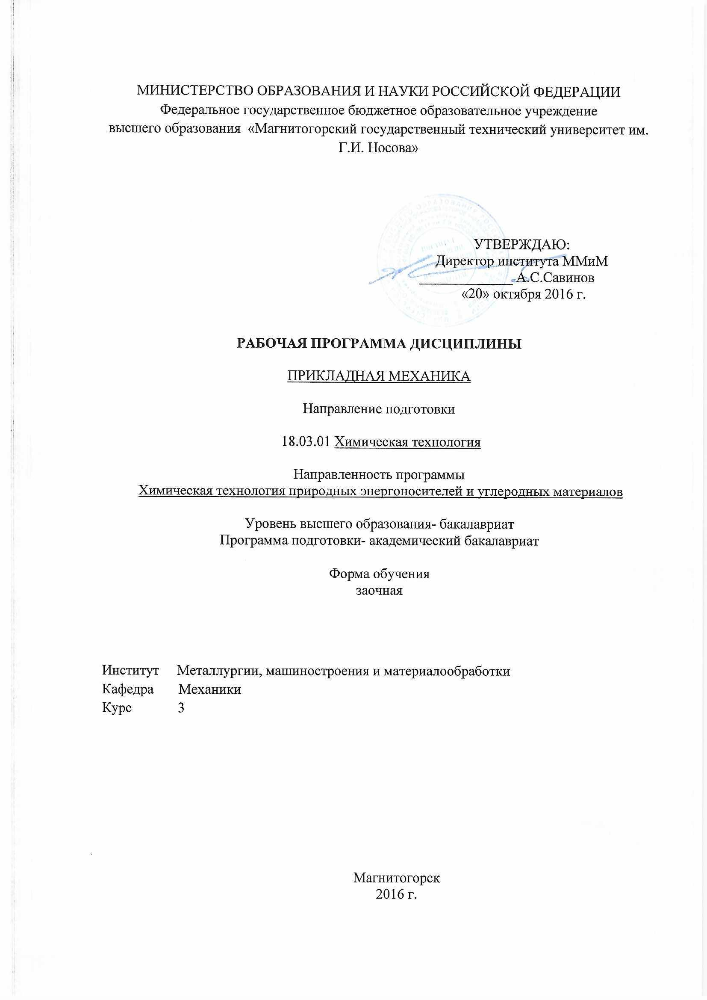 МИНИСТЕРСТВО ОБРАЗОВАНИЯ И НАУКИ РОССИЙСКОЙ ФЕДЕРАЦИИ
Федеральное государственное бюджетное образовательное учреждение
высшего образования «Магнитогорский государственный технический университет им.
Г.И. Носова»
УТВЕРЖДАЮ:
Директор института ММиМ
_____________ А.С.Савинов
«20» октября 2016 г.
РАБОЧАЯ ПРОГРАММА ДИСЦИПЛИНЫ
ПРИКЛАДНАЯ МЕХАНИКА
Направление подготовки
18.03.01 Химическая технология
Направленность программы
Химическая технология природных энергоносителей и углеродных материалов
Уровень высшего образования- бакалавриат
Программа подготовки- академический бакалавриат
Форма обучения
заочная
Институт Металлургии, машиностроения и материалообработки
Кафедра Механики
Курс 3
Магнитогорск
2016 г.